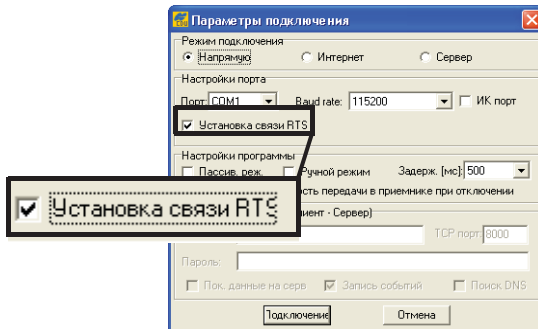 Параметры подключения
Режим подключения
Напрямую Интернет Сервер
Настройки порта
Порт: COM1 Baud rate: 115200 ИК порт
Установка связи RTS
Настройки программы
Пассив. реж. Ручной режим Задерж. [мс]: 500
Установка связи RTS
передачи в приемнике при отключении
Сервер)
TCP порт: 8000
Пароль:
Пок. данные на серв Запись событий Поиск DNS
Подключение Отмена